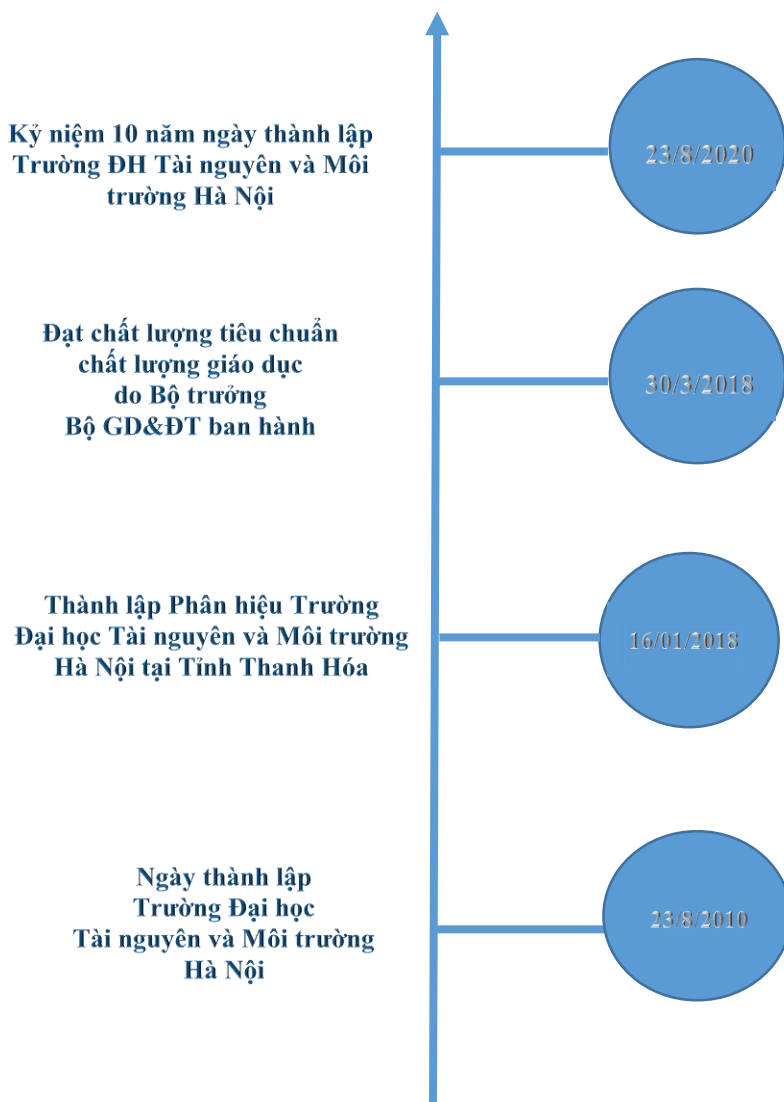 Kỷ niệm 10 năm ngày thành lập
Trường ĐH Tài nguyên và Môi
trường Hà Nội
23/8/2020
Đạt chất lượng tiêu chuẩn
chất lượng giáo dục
do Bộ trưởng
Bộ GD&ĐT ban hành
30/3/2018
Thành lập Phân hiệu Trường
Đại học Tài nguyên và Môi trường
Hà Nội tại Tỉnh Thanh Hóa
16/01/2018
Ngày thành lập
Trường Đại học
Tài nguyên và Môi trường
Hà Nội
23/8/2010